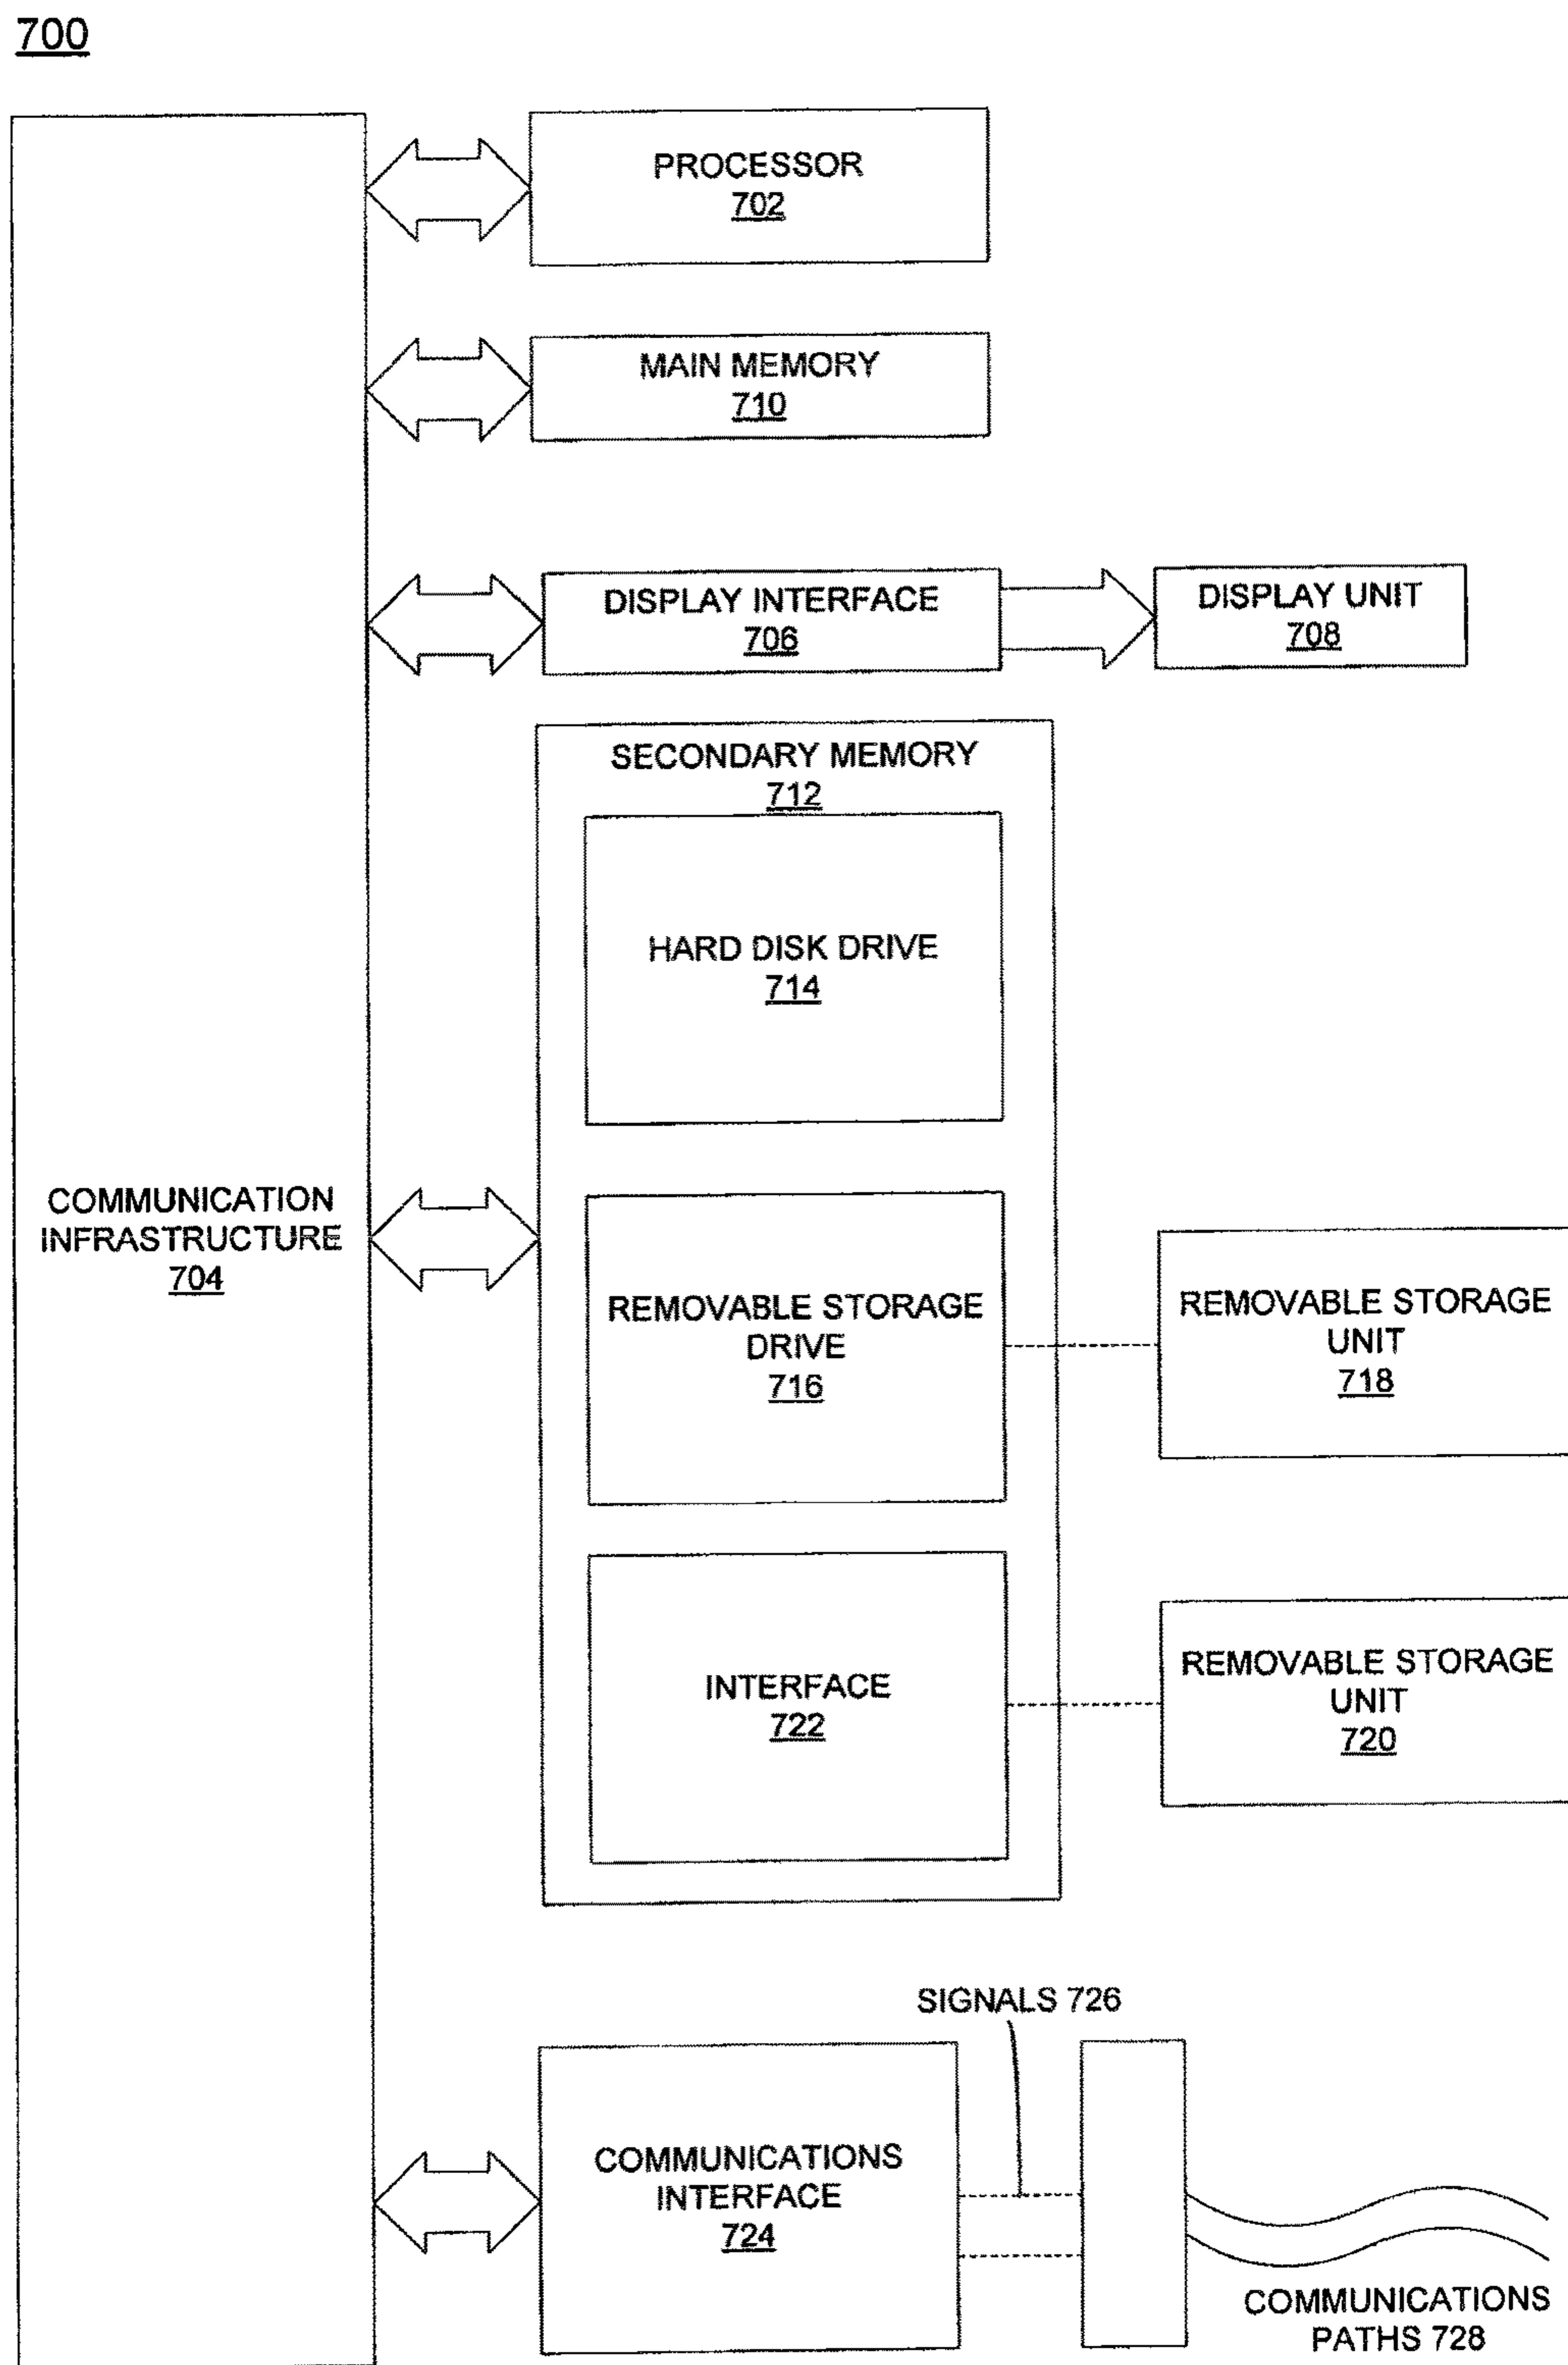 700
PROCESSOR
702
MAIN MEMORY
710
DISPLAY INTERFACE
706
DISPLAY UNIT
708
SECONDARY MEMORY
712
HARD DISK DRIVE
714
COMMUNICATION
INFRASTRUCTURE
704
REMOVABLE STORAGE
DRIVE
716
REMOVABLE STORAGE
UNIT
718
INTERFACE
722
REMOVABLE STORAGE
UNIT
720
SIGNALS 726
COMMUNICATIONS
INTERFACE
724
COMMUNICATIONS
PATHS 728